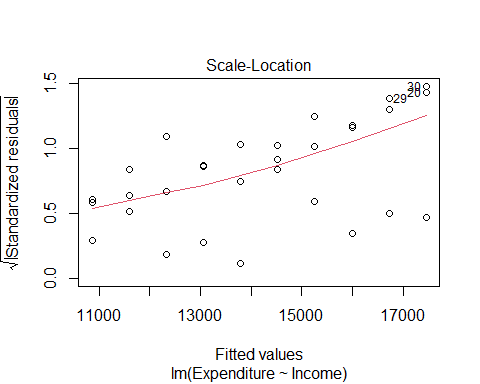 Scale-Location
√|Standardized residuals|
1.5
1.0
0.5
0.0
30
20
29
11000 13000 15000 17000
Fitted values
lm(Expenditure ~ Income)